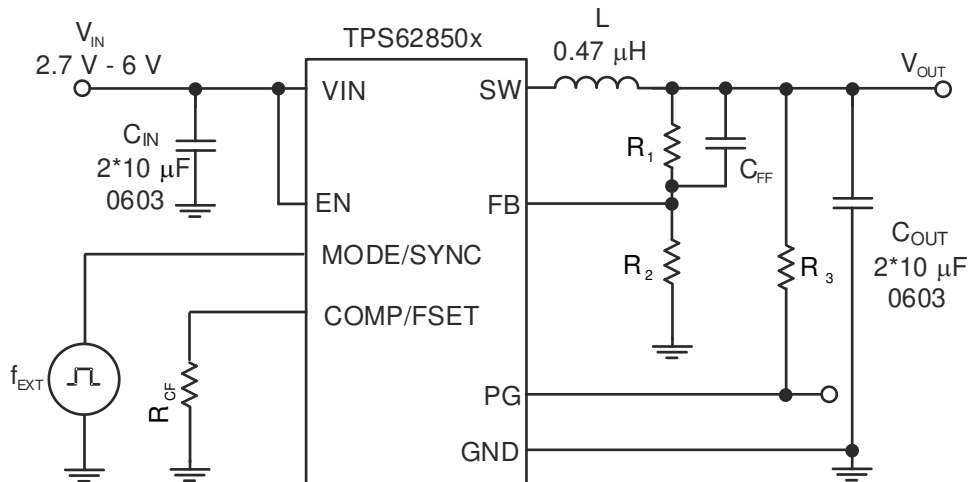 TPS62850x
L
0.47 μH
V_IN
2.7 V - 6 V
V_OUT
VIN
SW
C_IN
2*10 μF
0603
R_1
C_FF
EN
FB
MODE/SYNC
R_2
R_3
C_OUT
2*10 μF
0603
COMP/FSET
f_EXT
R_CF
PG
GND